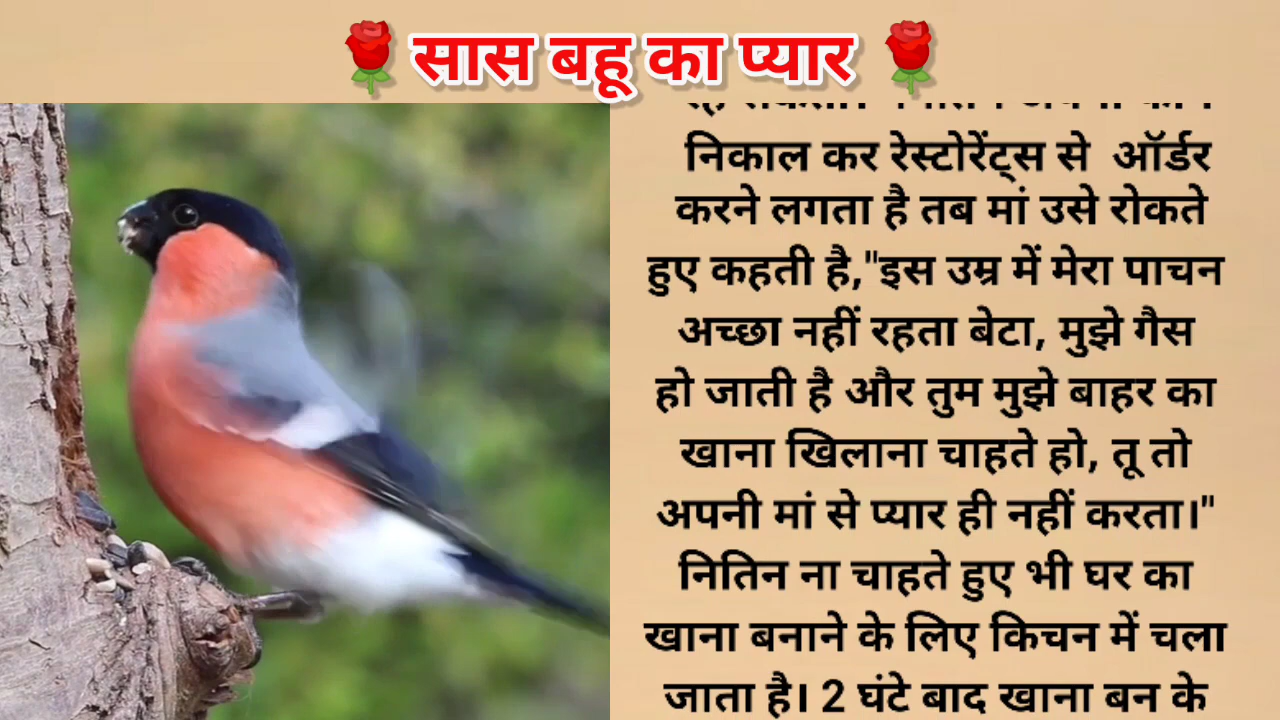 सास बहू का प्यार
निकाल कर रेस्टोरेंट्स से ऑर्डर
करने लगता है तब मां उसे रोकते
हुए कहती है,"इस उम्र में मेरा पाचन
अच्छा नहीं रहता बेटा, मुझे गैस
हो जाती है और तुम मुझे बाहर का
खाना खिलाना चाहते हो, तू तो
अपनी मां से प्यार ही नहीं करता।"
नितिन ना चाहते हुए भी घर का
खाना बनाने के लिए किचन में चला
जाता है। 2 घंटे बाद खाना बन के